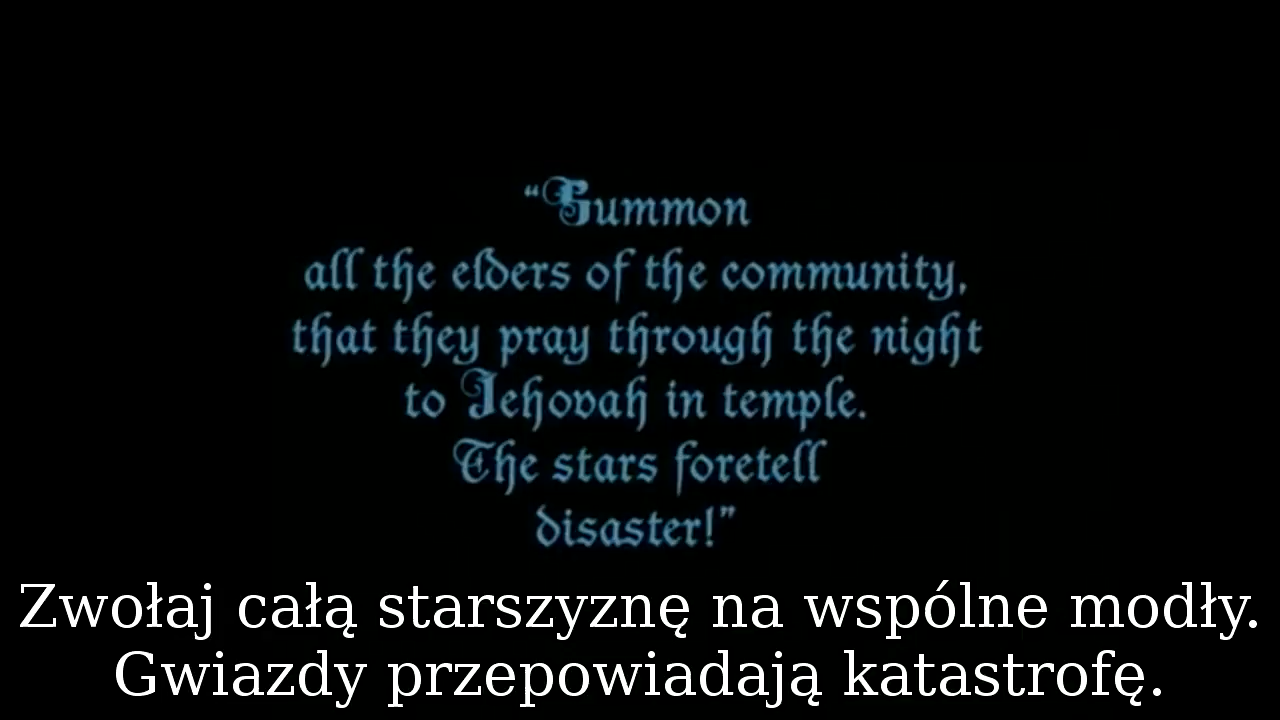 “Summon
all the elders of the community,
that they pray through the night
to Jehovah in temple.
The stars foretell
disaster!”
Zwołaj całą starszyznę na wspólne modły.
Gwiazdy przepowiadają katastrofę.